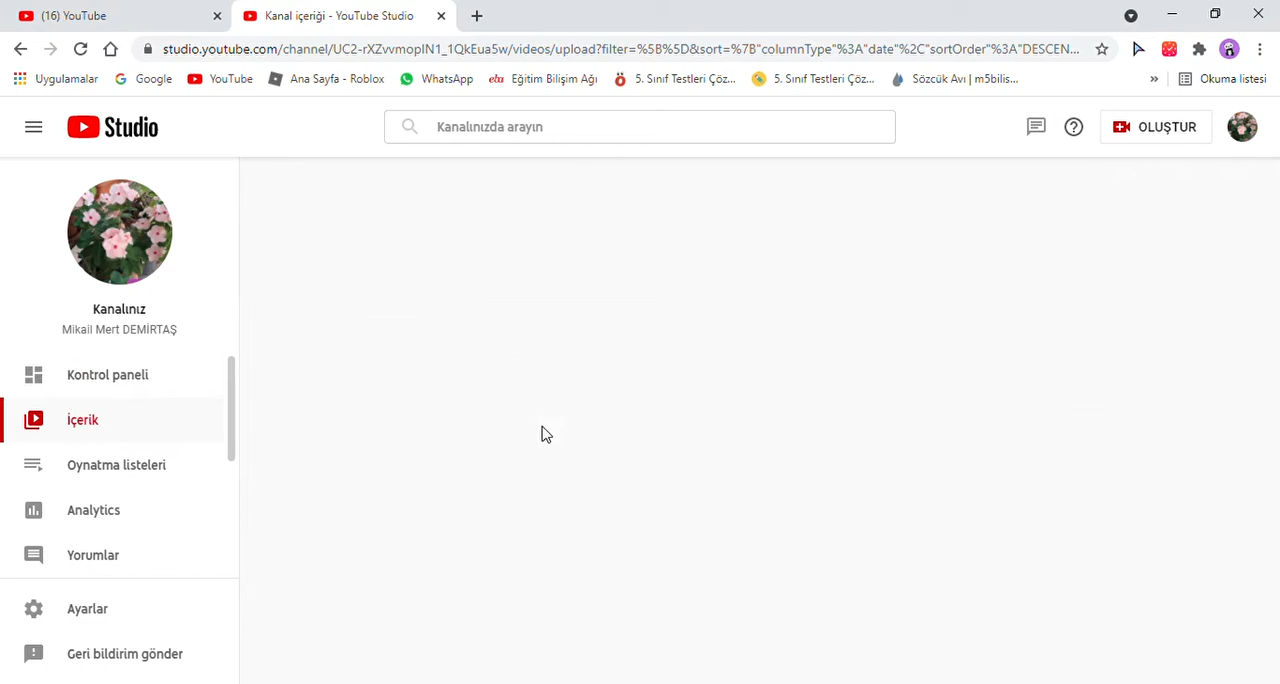 (16) YouTube
Kanal içeriği - YouTube Studio
studio.youtube.com/channel/UC2-rXZvvmopIN1_1QkEua5w/videos/upload?filter=%5B%5D&sort=%7B"columnType"%3A"date"%2C"sortOrder"%3A"DESCEN...
Uygulamalar
Google
YouTube
Ana Sayfa - Roblox
WhatsApp
eba Eğitim Bilişim Ağı
5. Sınıf Testleri Çöz...
5. Sınıf Testleri Çöz...
Sözcük Avı | m5bilis...
»
Okuma listesi
Studio
Kanalınızda arayın
OLUŞTUR
Kanalınız
Mikail Mert DEMİRTAŞ
Kontrol paneli
İçerik
Oynatma listeleri
Analytics
Yorumlar
Ayarlar
Geri bildirim gönder